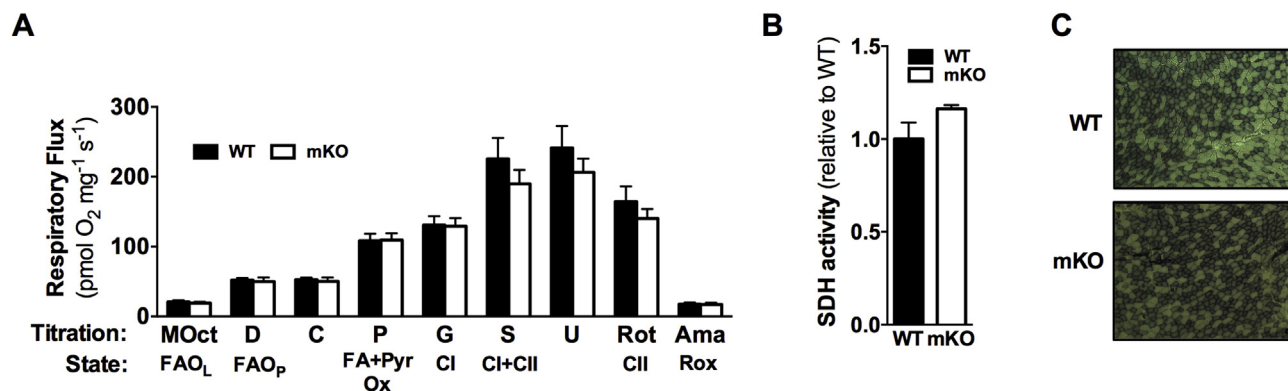 A
Respiratory Flux
(pmol O₂ mg⁻¹ s⁻¹)
300
200
100
0
WT mKO
Titration: MOct D C P G S U Rot Ama
State: FAO_L FAO_P FA+Pyr Ox CI CI+CII CII Rox
B
SDH activity (relative to WT)
1.5
1.0
0.5
0.0
WT
mKO
WT mKO
C
WT
mKO